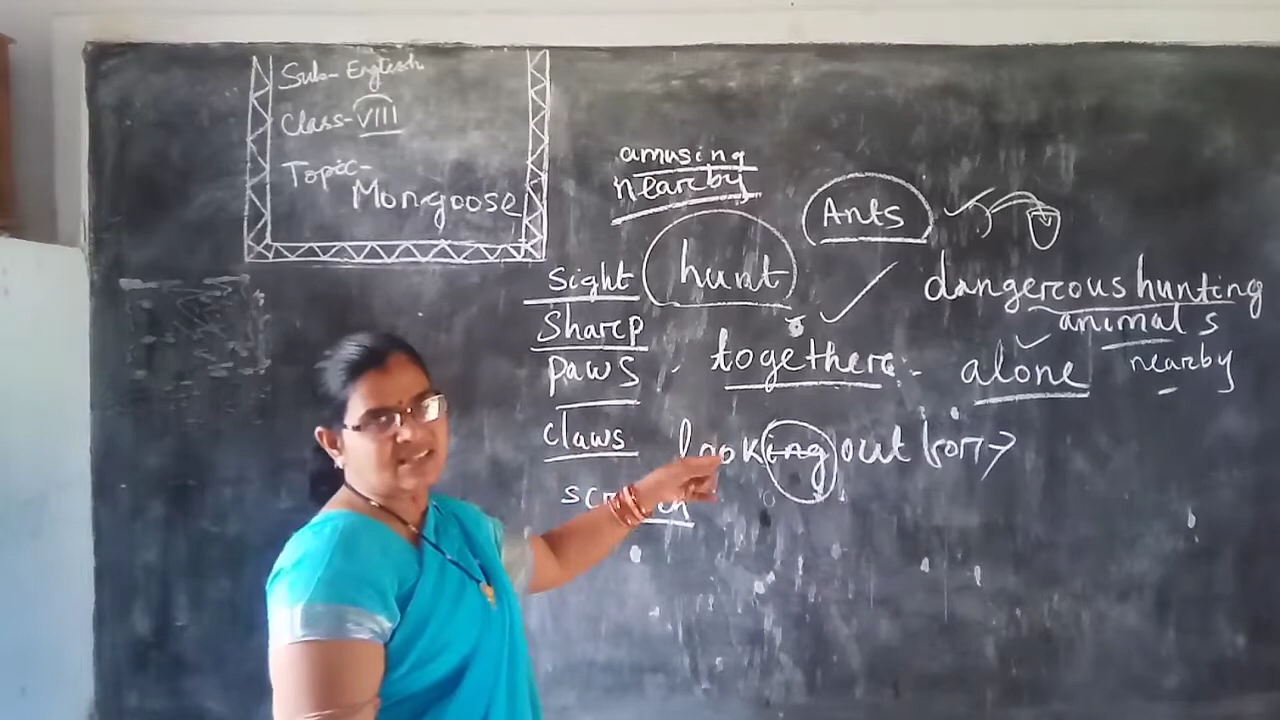 Sub- English
Class-VIII
Topic-
Mongoose
amusing
nearby
Ants
hunt
sight
sharp
paws
claws
together
dangerous hunting
animals
alone
nearby
looking out for